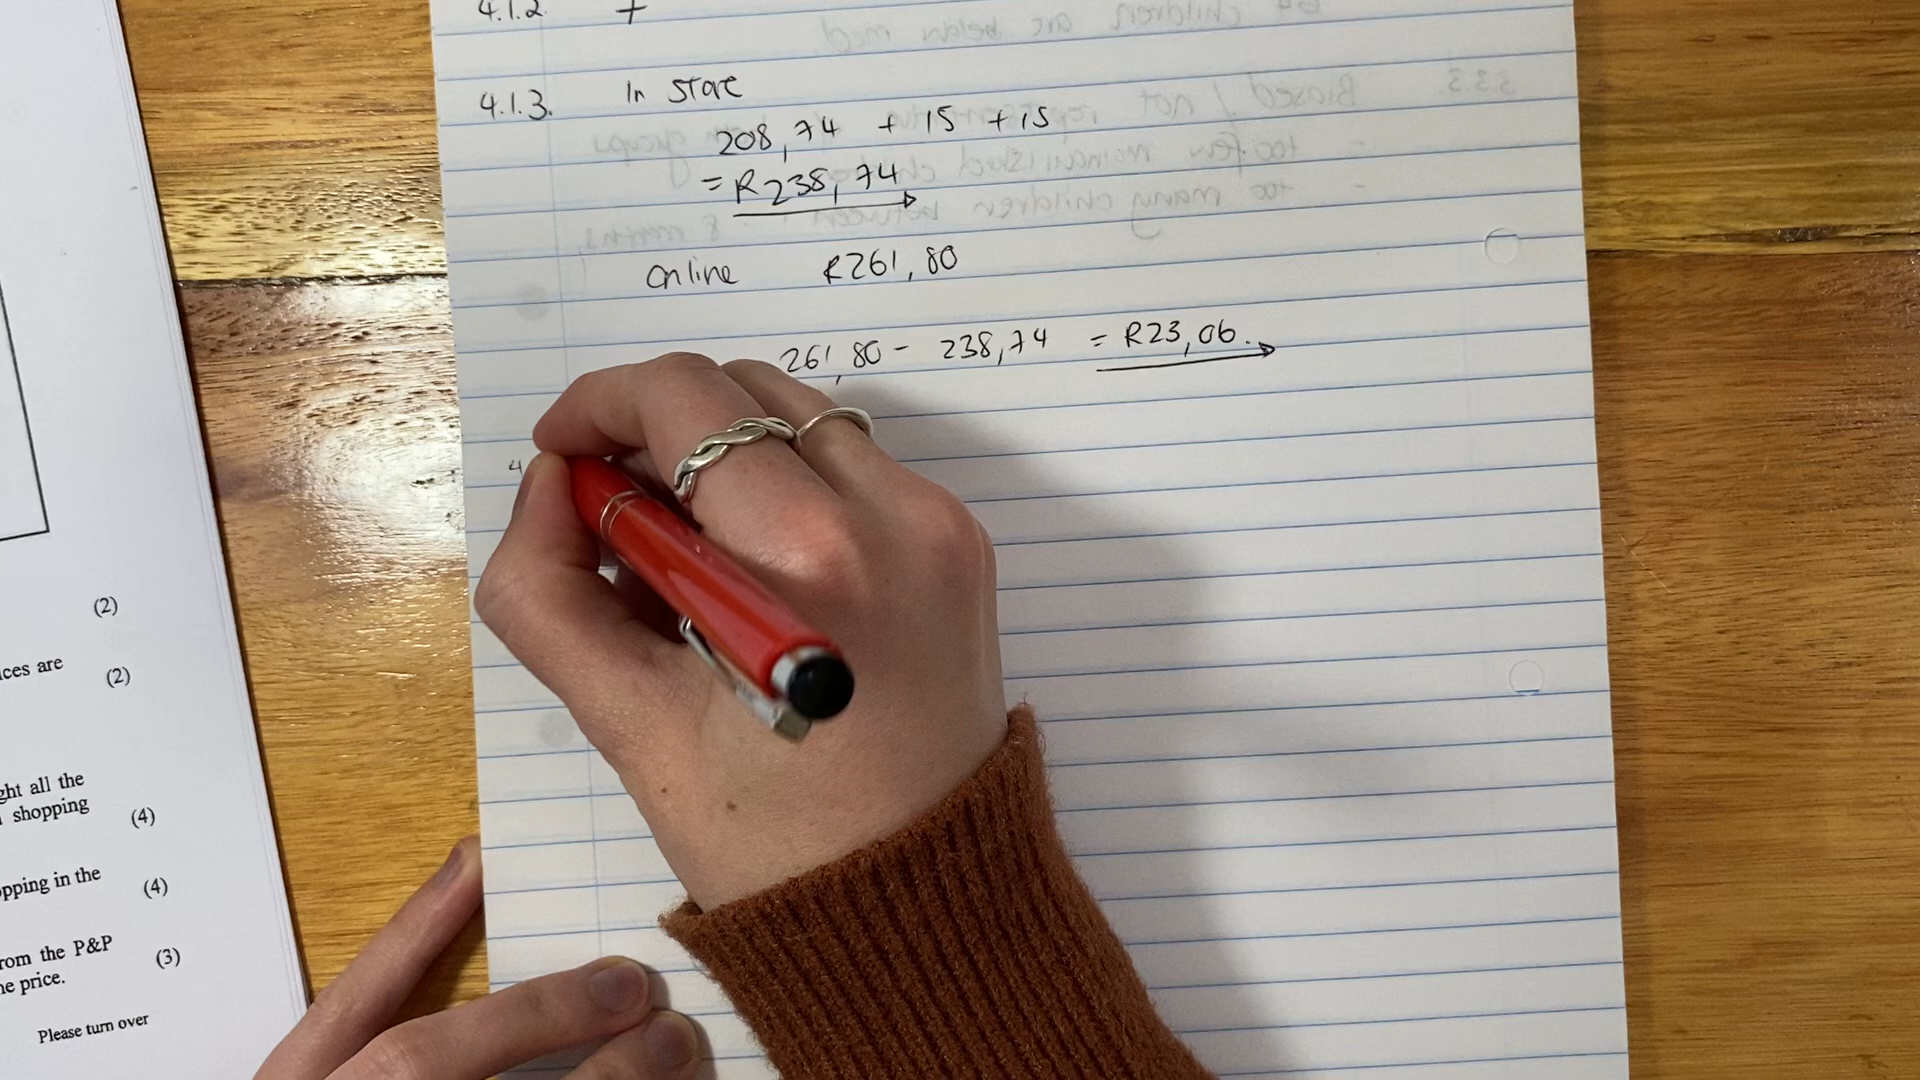 4.1.2. +
4.1.3. In store
208,74 + 15 + 15
= R238,74
Online R261,80
261,80 - 238,74 = R23,06.
4
(2)
ces are
(2)
ght all the
shopping
(4)
pping in the
(4)
rom the P&P
(3)
e price.
Please turn over